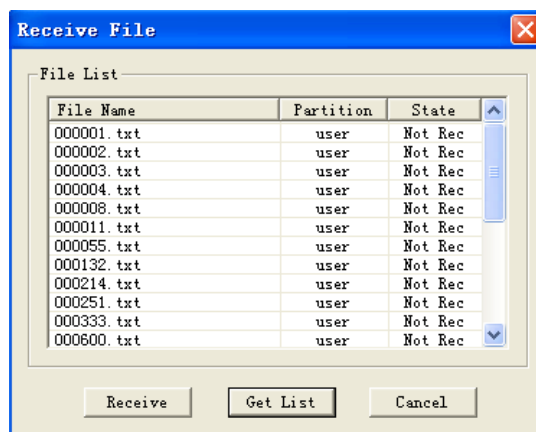 Receive File
File List
File Name Partition State
000001.txt user Not Rec
000002.txt user Not Rec
000003.txt user Not Rec
000004.txt user Not Rec
000008.txt user Not Rec
000011.txt user Not Rec
000055.txt user Not Rec
000132.txt user Not Rec
000214.txt user Not Rec
000251.txt user Not Rec
000333.txt user Not Rec
000600.txt user Not Rec
Receive Get List Cancel